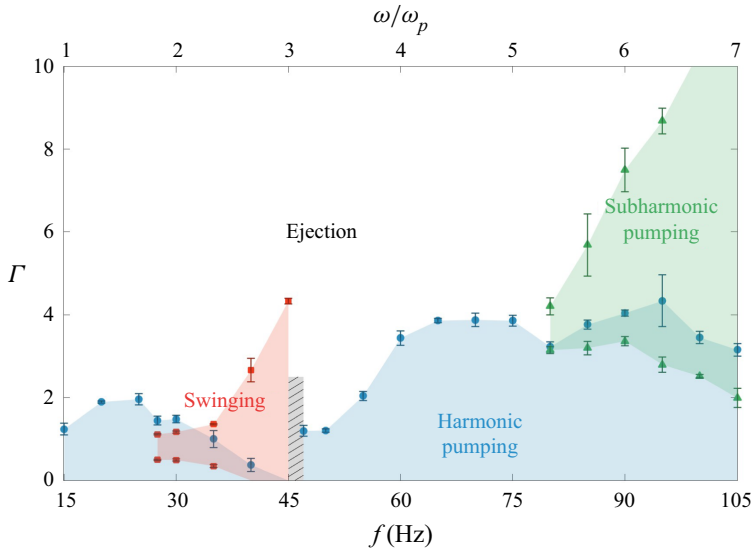 ω/ω_p
1 2 3 4 5 6 7
10
8
6
4
2
0
Γ
Ejection
Subharmonic
pumping
Swinging
Harmonic
pumping
15 30 45 60 75 90 105
f (Hz)